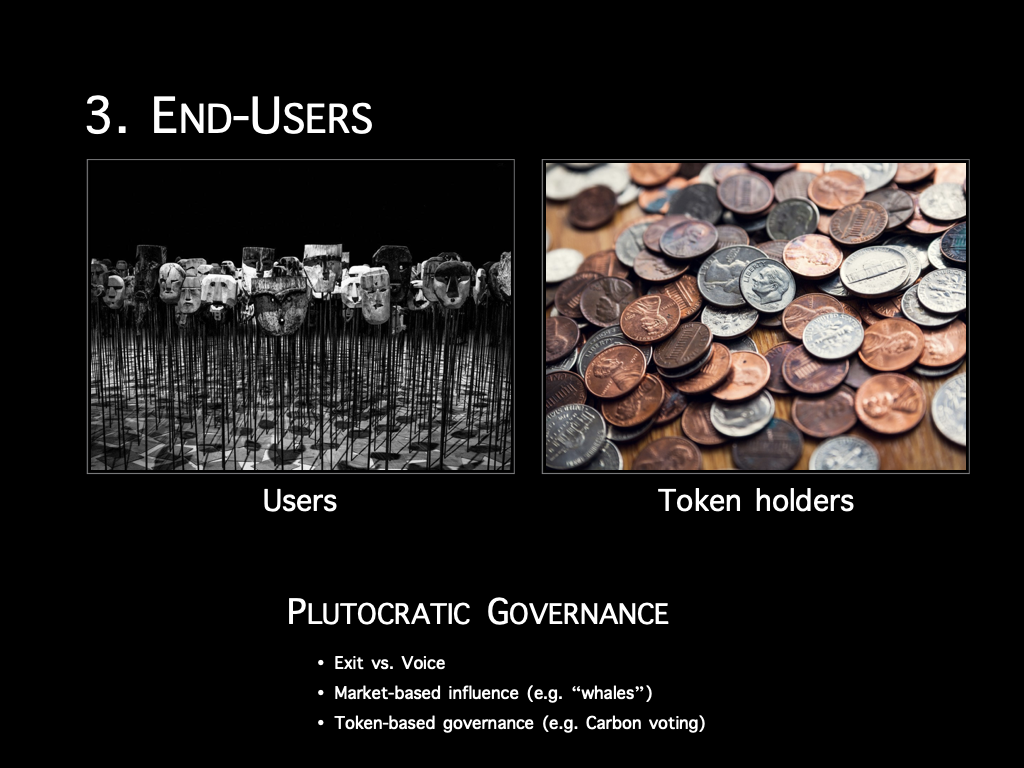 3. End-Users
Users
Token holders
Plutocratic Governance
• Exit vs. Voice
• Market-based influence (e.g. “whales”)
• Token-based governance (e.g. Carbon voting)